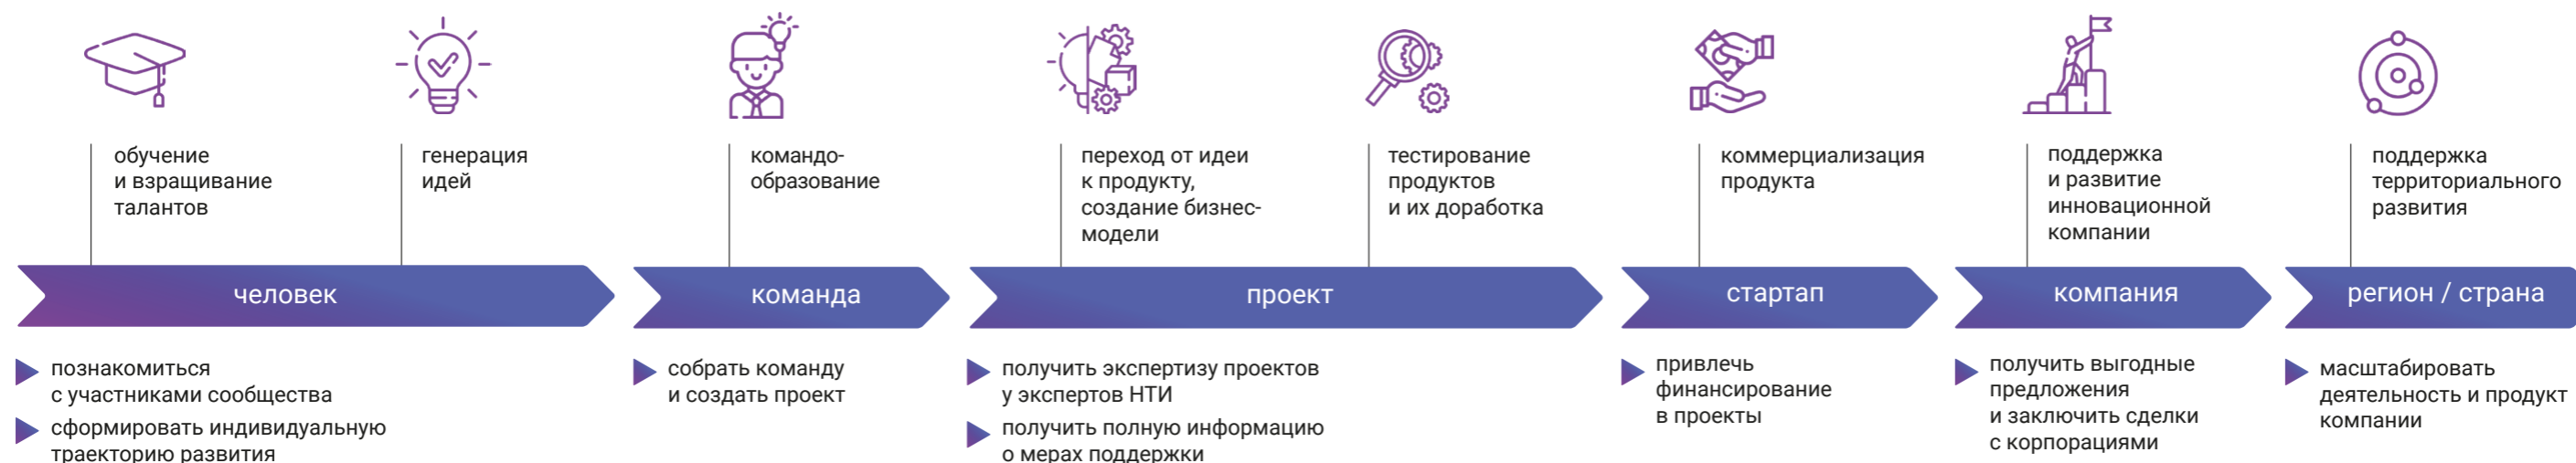 обучение
и взращивание
талантов
генерация
идей
командо-
образование
переход от идеи
к продукту,
создание бизнес-
модели
тестирование
продуктов
и их доработка
коммерциализация
продукта
поддержка
и развитие
инновационной
компании
поддержка
территориального
развития
человек
команда
проект
стартап
компания
регион / страна
познакомиться
с участниками сообщества
сформировать индивидуальную
траекторию развития
собрать команду
и создать проект
получить экспертизу проектов
у экспертов НТИ
получить полную информацию
о мерах поддержки
привлечь
финансирование
в проекты
получить выгодные
предложения
и заключить сделки
с корпорациями
масштабировать
деятельность и продукт
компании